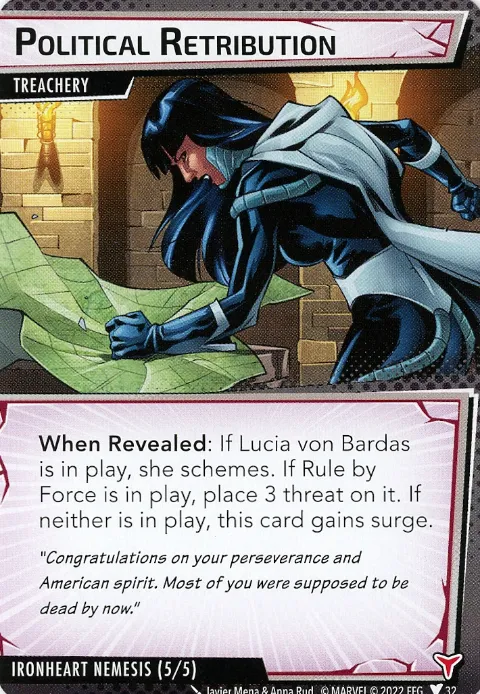 POLITICAL RETRIBUTION
TREACHERY
When Revealed: If Lucia von Bardas
is in play, she schemes. If Rule by
Force is in play, place 3 threat on it. If
neither is in play, this card gains surge.
"Congratulations on your perseverance and
American spirit. Most of you were supposed to be
dead by now."
IRONHEART NEMESIS (5/5)
Javier Mena & Anna Rud © MARVEL © 2022 FFG 32